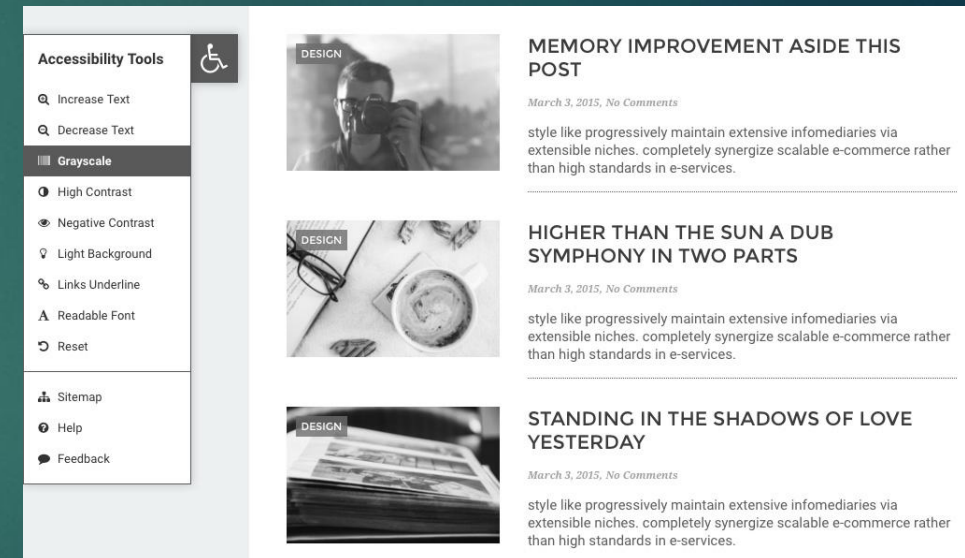 Accessibility Tools
Increase Text
Decrease Text
Grayscale
High Contrast
Negative Contrast
Light Background
Links Underline
Readable Font
Reset
Sitemap
Help
Feedback
DESIGN
MEMORY IMPROVEMENT ASIDE THIS
POST
March 3, 2015, No Comments
style like progressively maintain extensive infomediaries via
extensible niches. completely synergize scalable e-commerce rather
than high standards in e-services.
DESIGN
HIGHER THAN THE SUN A DUB
SYMPHONY IN TWO PARTS
March 3, 2015, No Comments
style like progressively maintain extensive infomediaries via
extensible niches. completely synergize scalable e-commerce rather
than high standards in e-services.
DESIGN
STANDING IN THE SHADOWS OF LOVE
YESTERDAY
March 3, 2015, No Comments
style like progressively maintain extensive infomediaries via
extensible niches. completely synergize scalable e-commerce rather
than high standards in e-services.